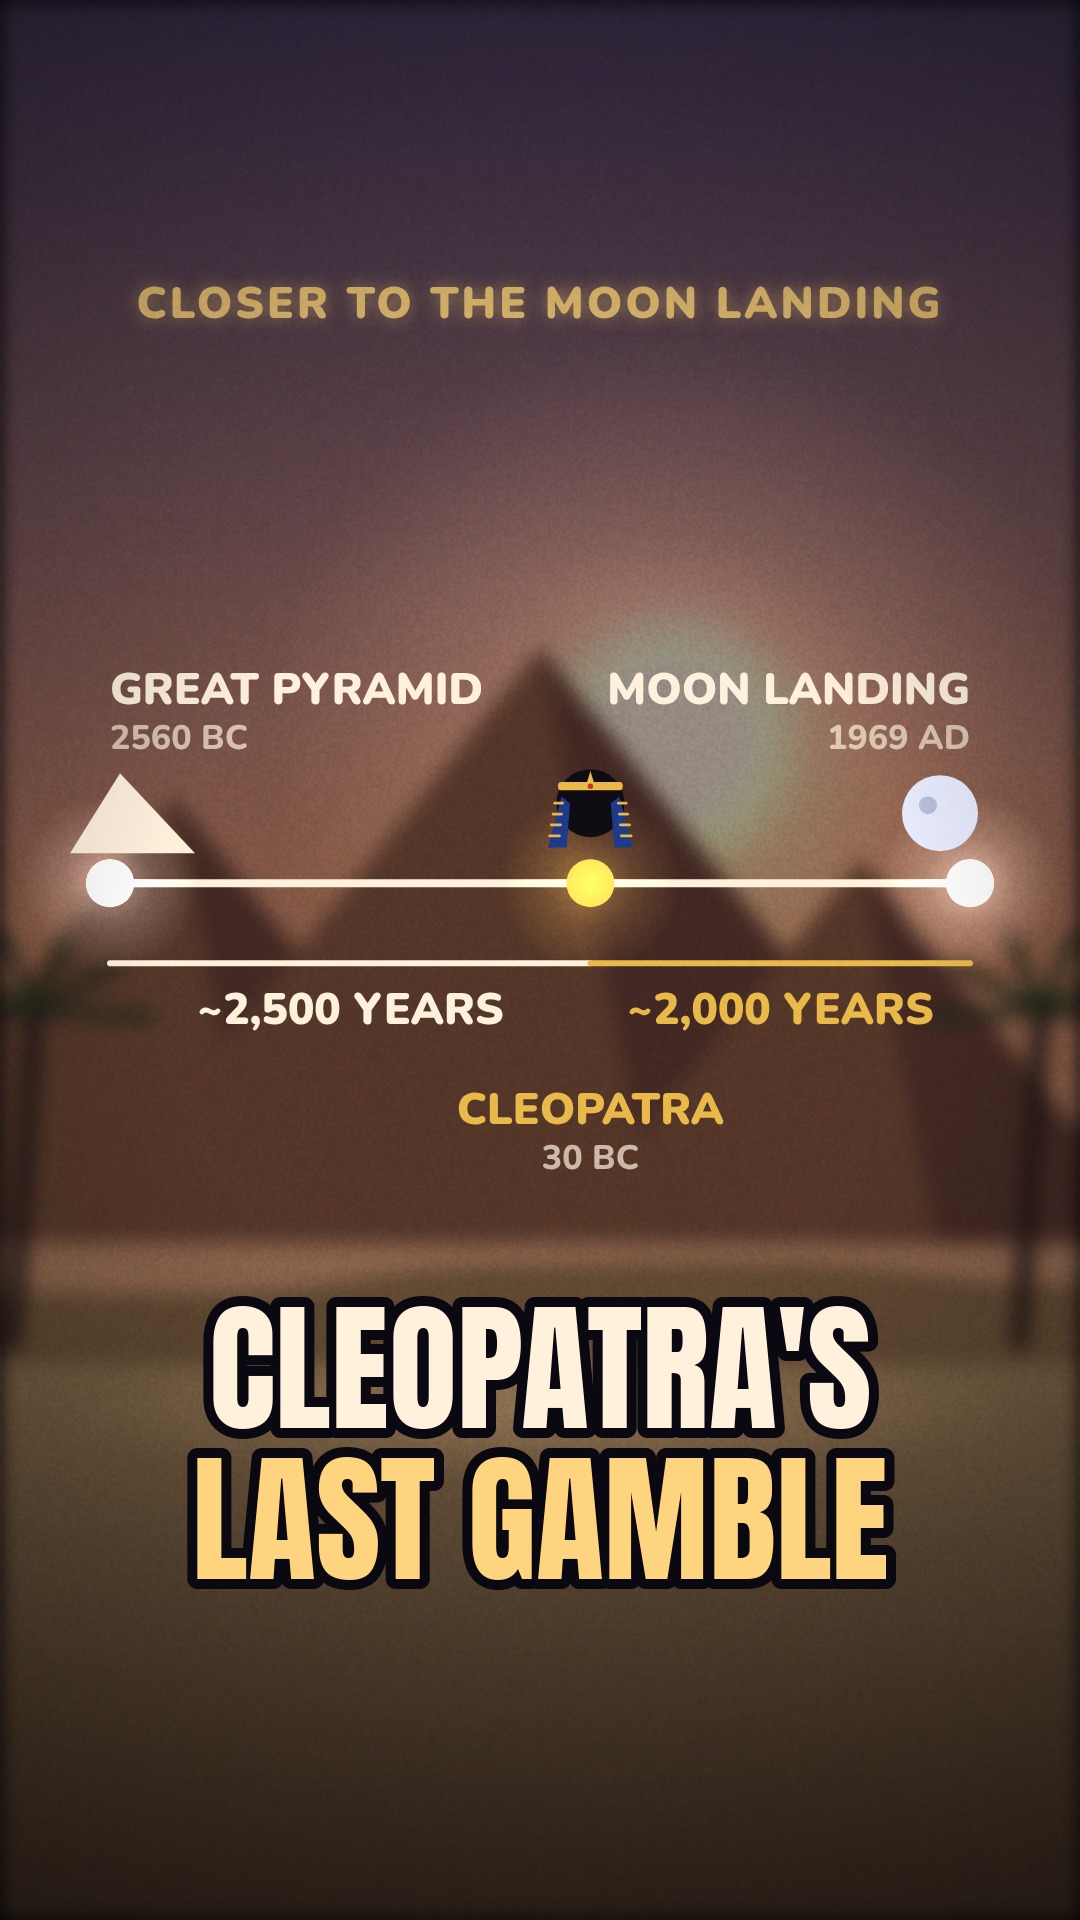 CLOSER TO THE MOON LANDING
GREAT PYRAMID
2560 BC
MOON LANDING
1969 AD
~2,500 YEARS
~2,000 YEARS
CLEOPATRA
30 BC
CLEOPATRA'S
LAST GAMBLE